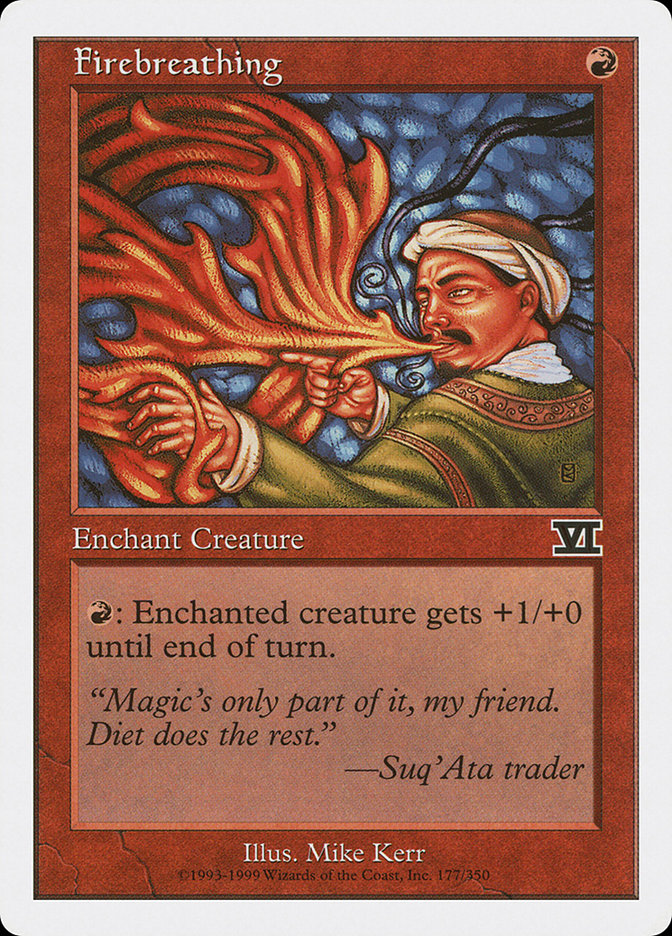 Firebreathing
Enchant Creature
VI
: Enchanted creature gets +1/+0
until end of turn.
“Magic’s only part of it, my friend.
Diet does the rest.”
—Suq’Ata trader
Illus. Mike Kerr
©1993-1999 Wizards of the Coast, Inc. 177/350